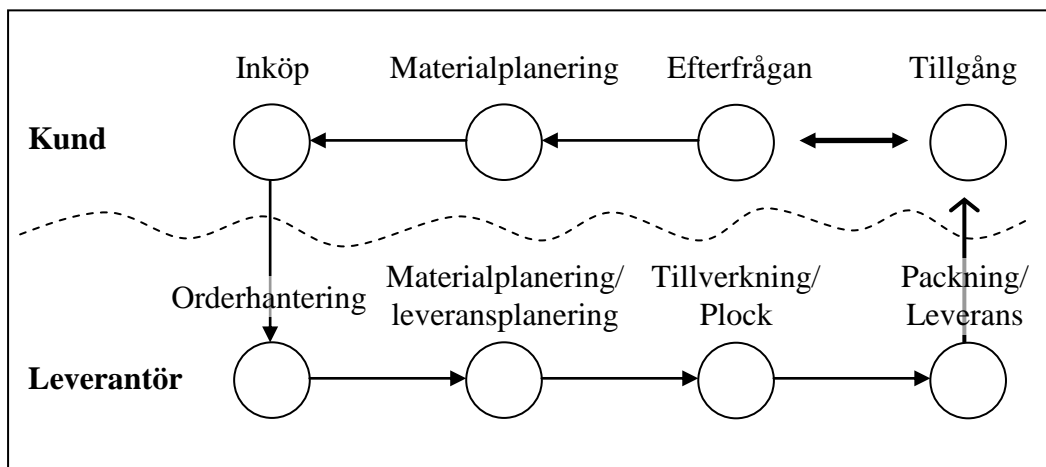 Inköp Materialplanering Efterfrågan Tillgång
Kund
Materialplanering/ Tillverkning/ Packning/
Orderhantering leveransplanering Plock Leverans
Leverantör